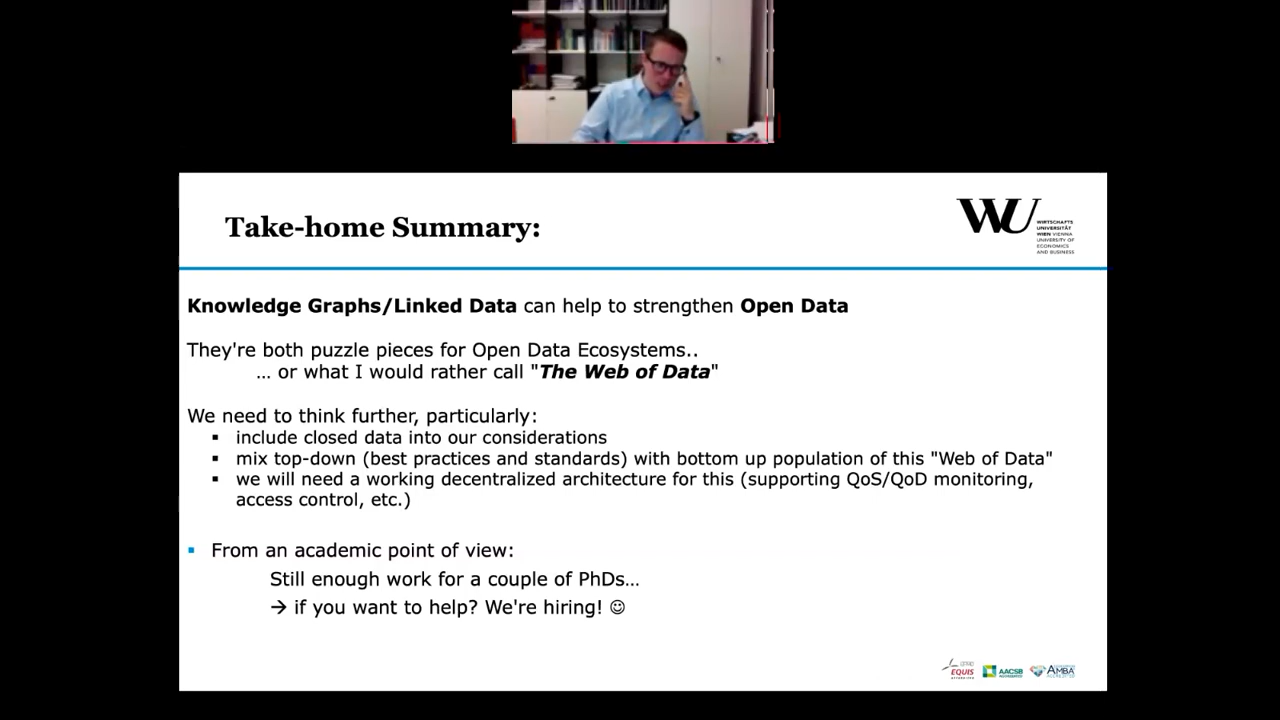 Take-home Summary:
WU
WIRTSCHAFTS
UNIVERSITÄT
WIEN VIENNA
UNIVERSITY OF
ECONOMICS
AND BUSINESS
Knowledge Graphs/Linked Data can help to strengthen Open Data
They're both puzzle pieces for Open Data Ecosystems..
… or what I would rather call "The Web of Data"
We need to think further, particularly:
▪ include closed data into our considerations
▪ mix top-down (best practices and standards) with bottom up population of this "Web of Data"
▪ we will need a working decentralized architecture for this (supporting QoS/QoD monitoring,
access control, etc.)
▪ From an academic point of view:
Still enough work for a couple of PhDs…
→ if you want to help? We're hiring! ☺
EQUIS
AACSB
AMBA